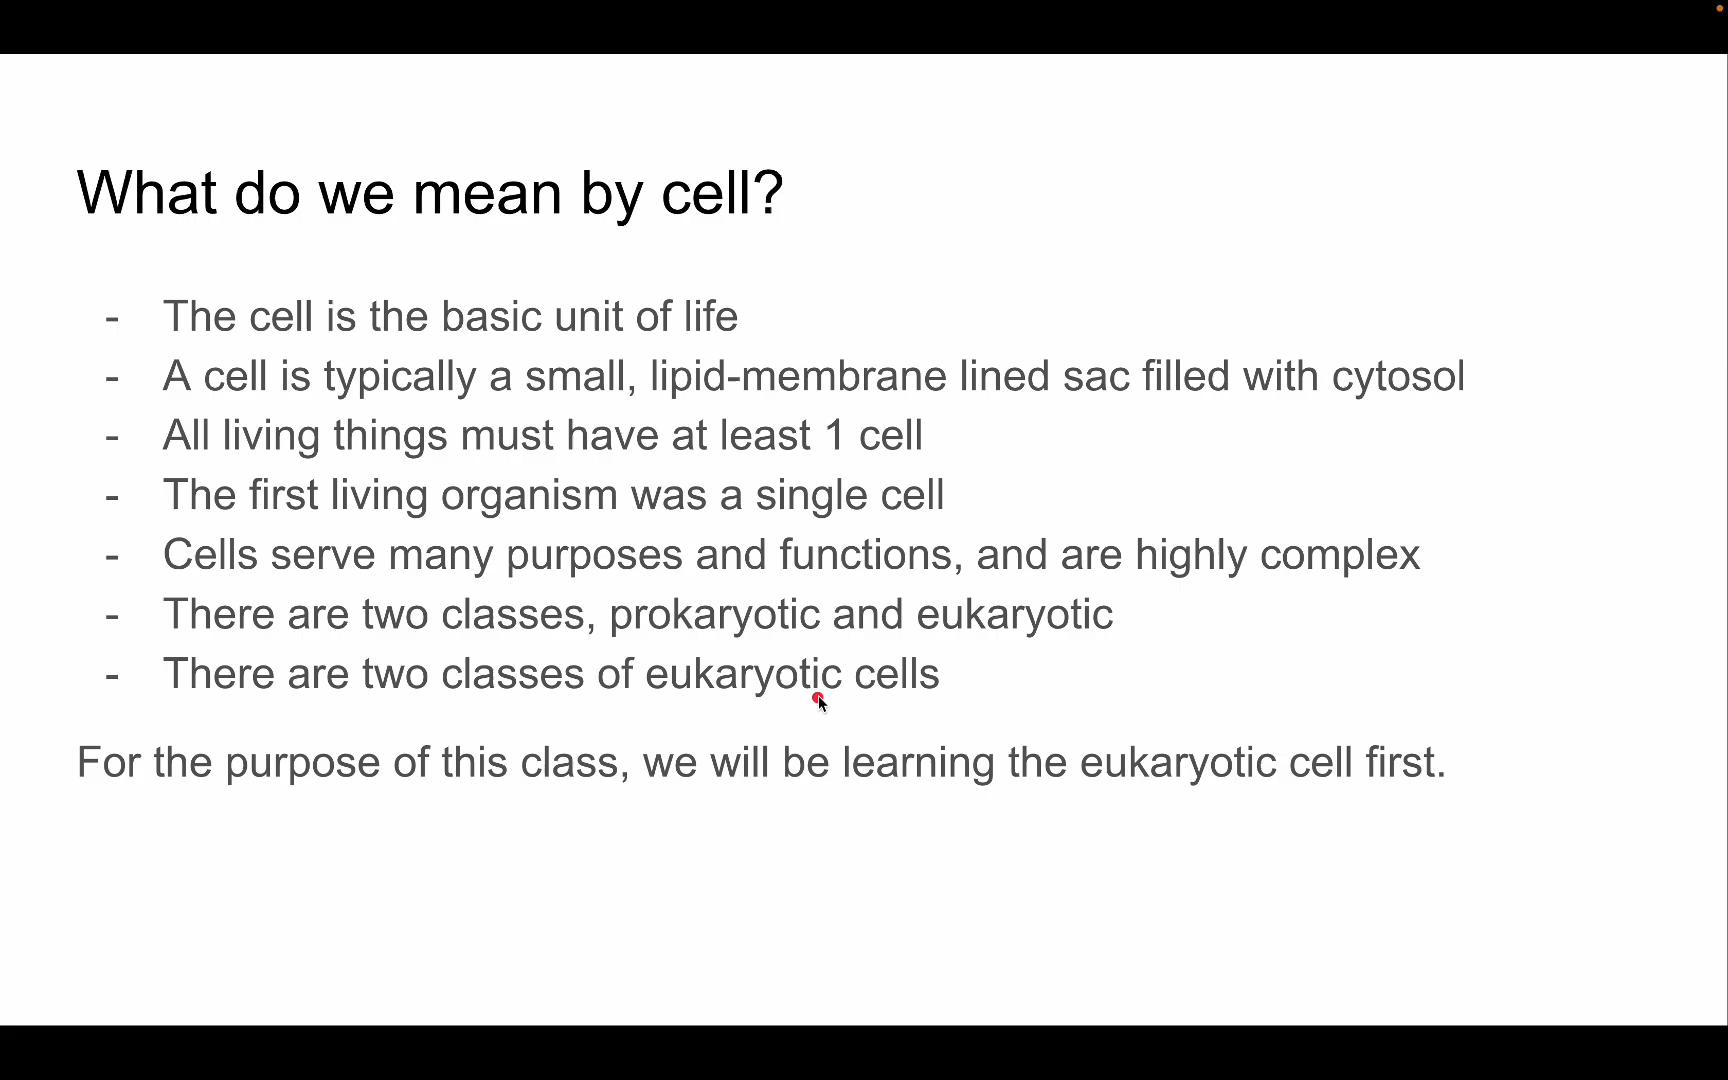 What do we mean by cell?
- The cell is the basic unit of life
- A cell is typically a small, lipid-membrane lined sac filled with cytosol
- All living things must have at least 1 cell
- The first living organism was a single cell
- Cells serve many purposes and functions, and are highly complex
- There are two classes, prokaryotic and eukaryotic
- There are two classes of eukaryotic cells
For the purpose of this class, we will be learning the eukaryotic cell first.